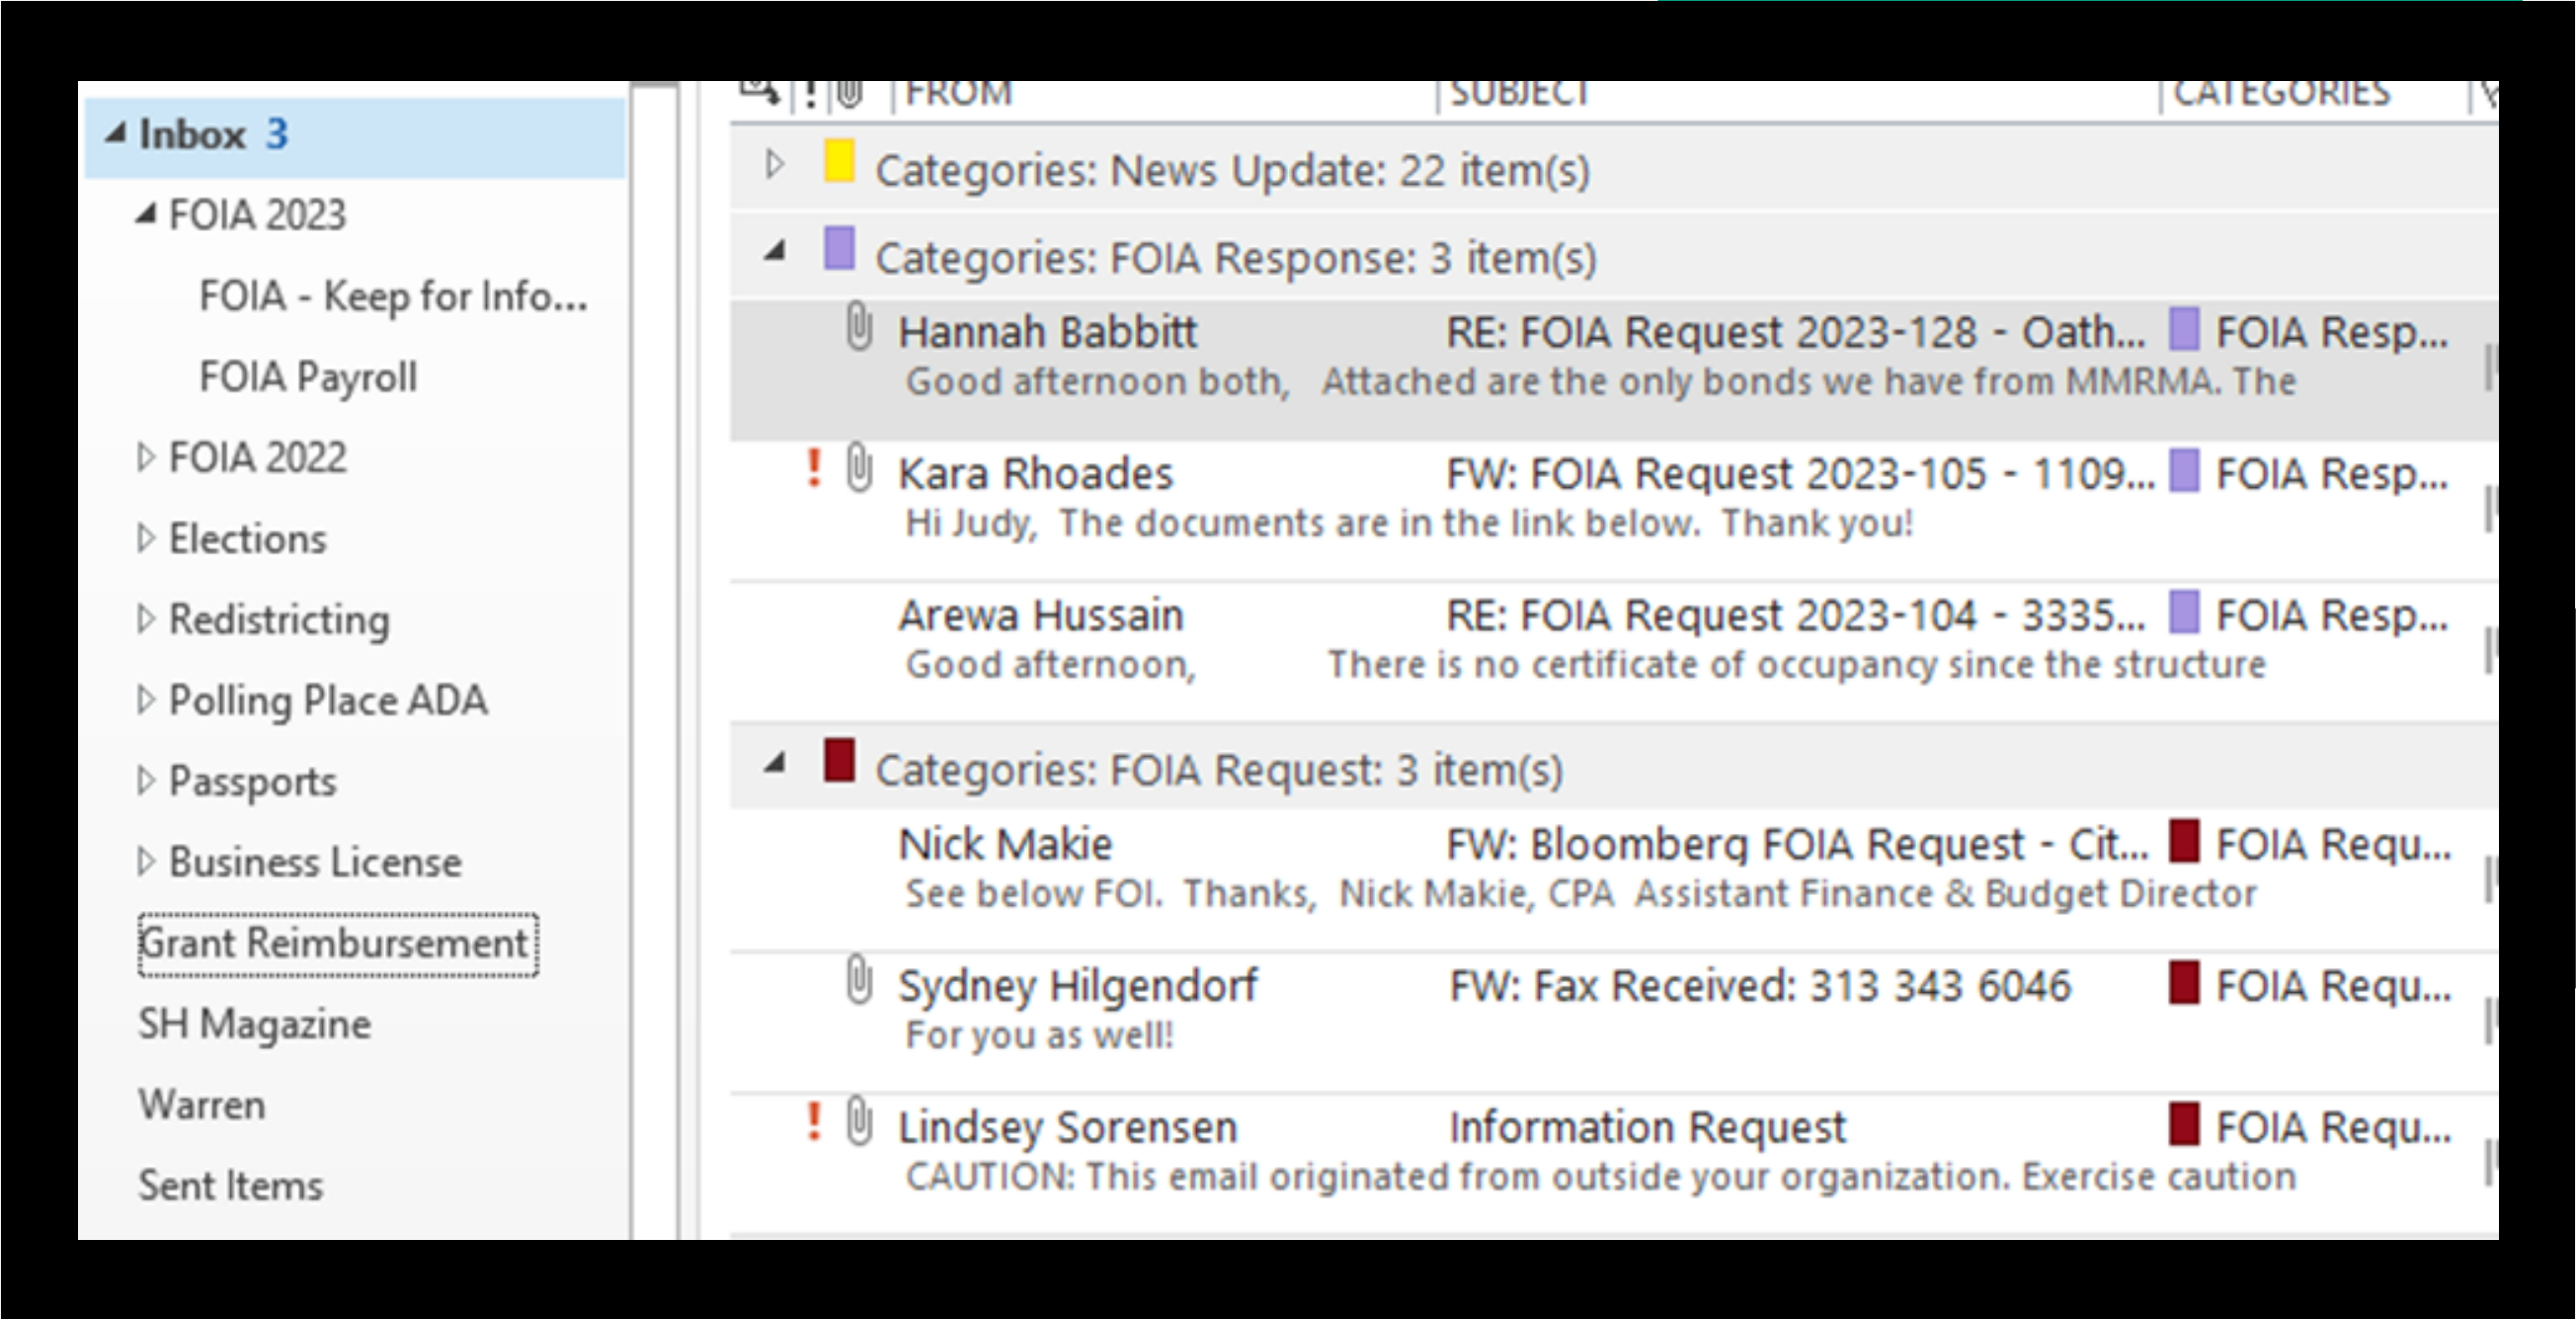 Inbox 3
FOIA 2023
FOIA - Keep for Info...
FOIA Payroll
FOIA 2022
Elections
Redistricting
Polling Place ADA
Passports
Business License
Grant Reimbursement
SH Magazine
Warren
Sent Items
! FROM SUBJECT CATEGORIES
Categories: News Update: 22 item(s)
Categories: FOIA Response: 3 item(s)
Hannah Babbitt RE: FOIA Request 2023-128 - Oath... FOIA Resp...
Good afternoon both, Attached are the only bonds we have from MMRMA. The
! Kara Rhoades FW: FOIA Request 2023-105 - 1109... FOIA Resp...
Hi Judy, The documents are in the link below. Thank you!
Arewa Hussain RE: FOIA Request 2023-104 - 3335... FOIA Resp...
Good afternoon, There is no certificate of occupancy since the structure
Categories: FOIA Request: 3 item(s)
Nick Makie FW: Bloomberg FOIA Request - Cit... FOIA Requ...
See below FOI. Thanks, Nick Makie, CPA Assistant Finance & Budget Director
Sydney Hilgendorf FW: Fax Received: 313 343 6046 FOIA Requ...
For you as well!
! Lindsey Sorensen Information Request FOIA Requ...
CAUTION: This email originated from outside your organization. Exercise caution